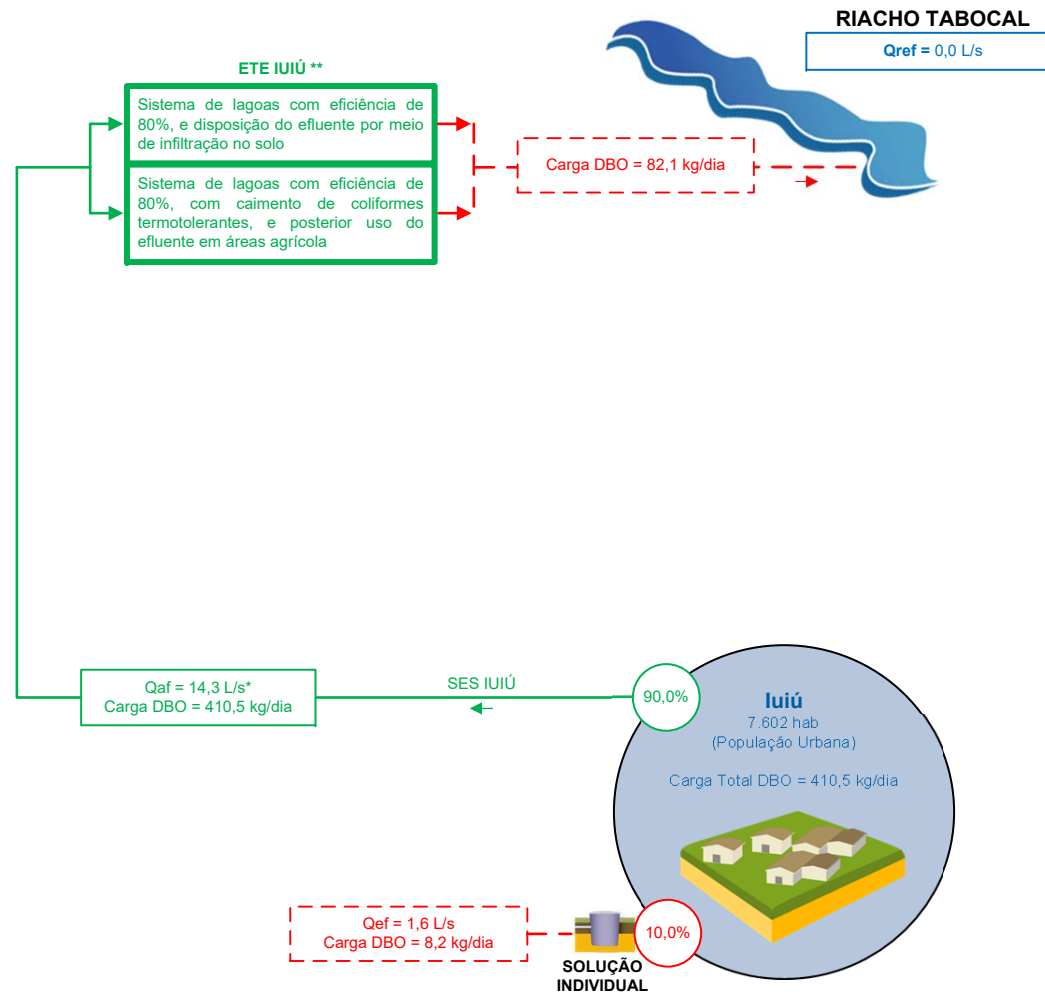 RIACHO TABOCAL
Qref = 0,0 L/s
ETE IUIÚ **
Sistema de lagoas com eficiência de
80%, e disposição do efluente por meio
de infiltração no solo
Sistema de lagoas com eficiência de
80%, com caimento de coliformes
termotolerantes, e posterior uso do
efluente em áreas agrícola
Carga DBO = 82,1 kg/dia
Qaf = 14,3 L/s*
Carga DBO = 410,5 kg/dia
SES IUIÚ
90,0%
Iuiú
7.602 hab
(População Urbana)
Carga Total DBO = 410,5 kg/dia
Qef = 1,6 L/s
Carga DBO = 8,2 kg/dia
10,0%
SOLUÇÃO
INDIVIDUAL